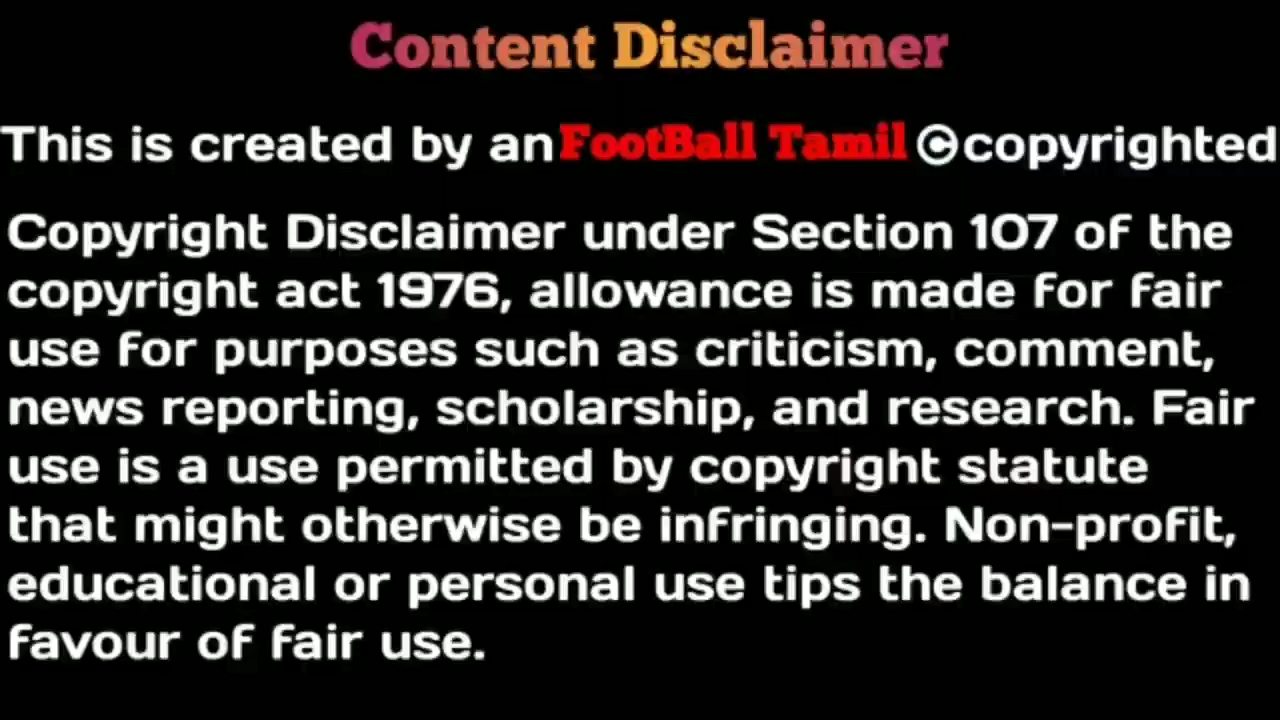 Content Disclaimer
This is created by an FootBall Tamil ©copyrighted
Copyright Disclaimer under Section 107 of the
copyright act 1976, allowance is made for fair
use for purposes such as criticism, comment,
news reporting, scholarship, and research. Fair
use is a use permitted by copyright statute
that might otherwise be infringing. Non-profit,
educational or personal use tips the balance in
favour of fair use.